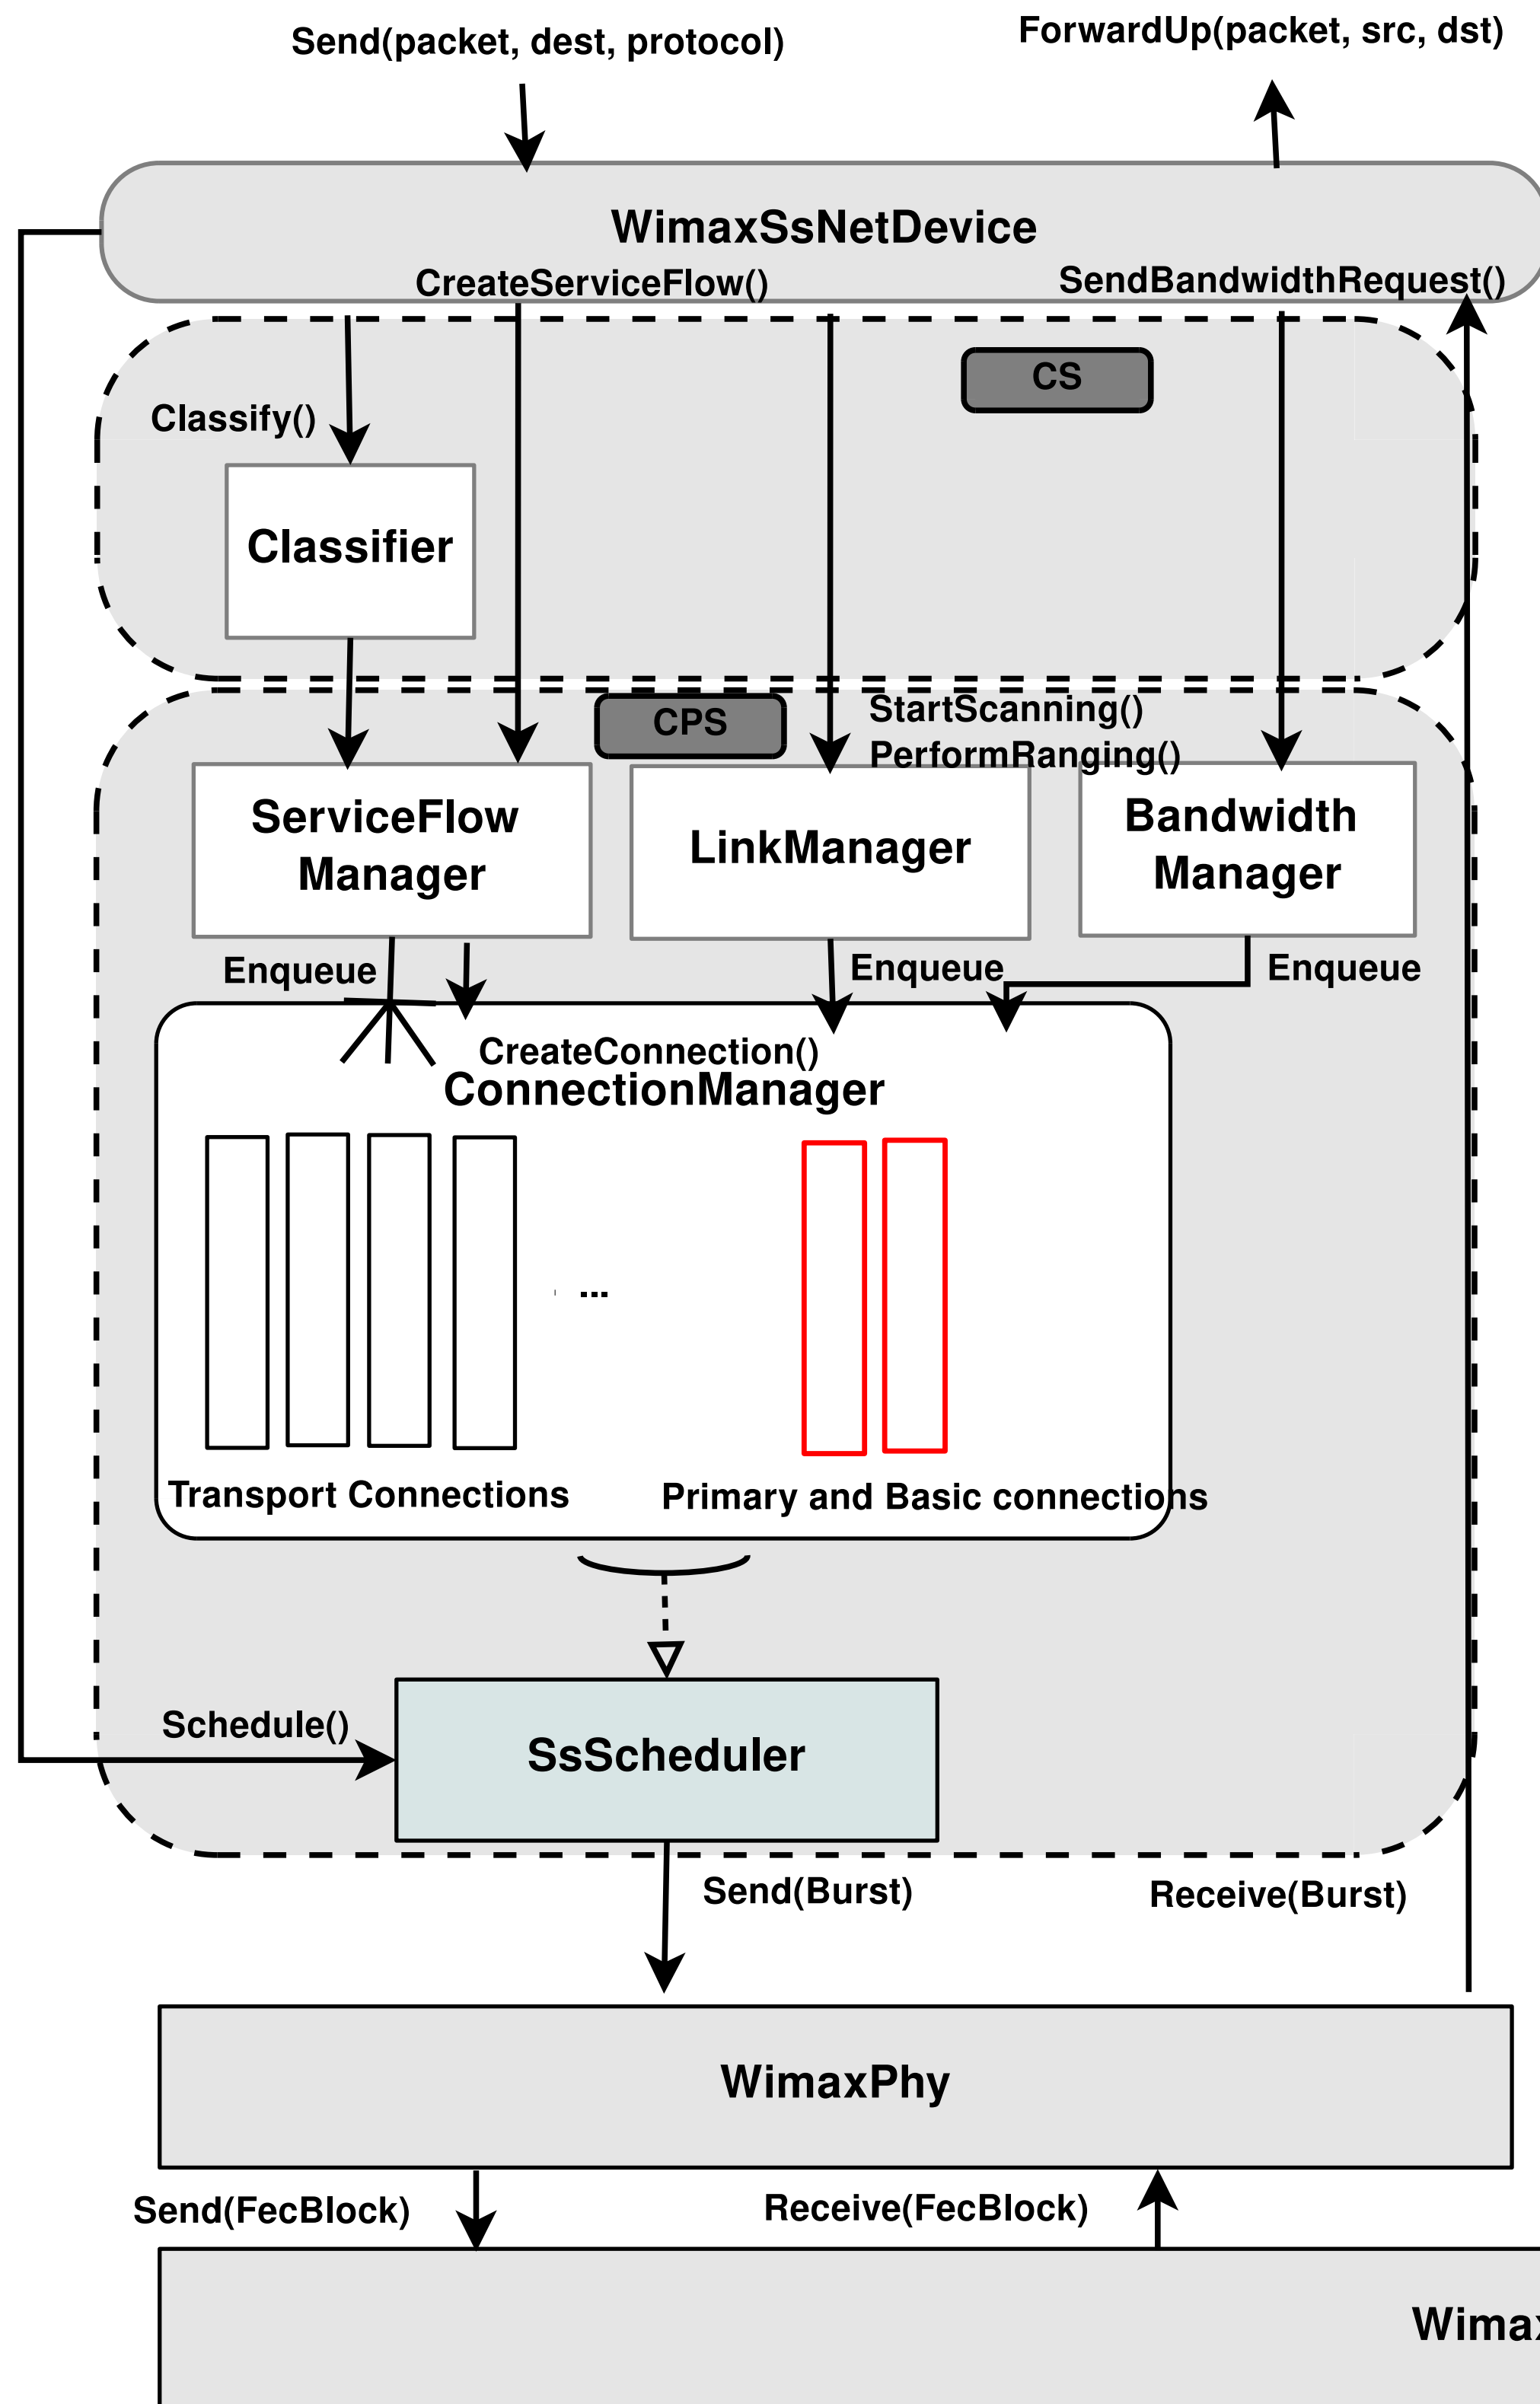 Send(packet, dest, protocol)
ForwardUp(packet, src, dst)
WimaxSsNetDevice
CreateServiceFlow()
SendBandwidthRequest()
CS
Classify()
Classifier
CPS
StartScanning()
PerformRanging()
ServiceFlow
Manager
LinkManager
Bandwidth
Manager
Enqueue
Enqueue
Enqueue
CreateConnection()
ConnectionManager
...
Transport Connections
Primary and Basic connections
Schedule()
SsScheduler
Send(Burst)
Receive(Burst)
WimaxPhy
Send(FecBlock)
Receive(FecBlock)
Wimax